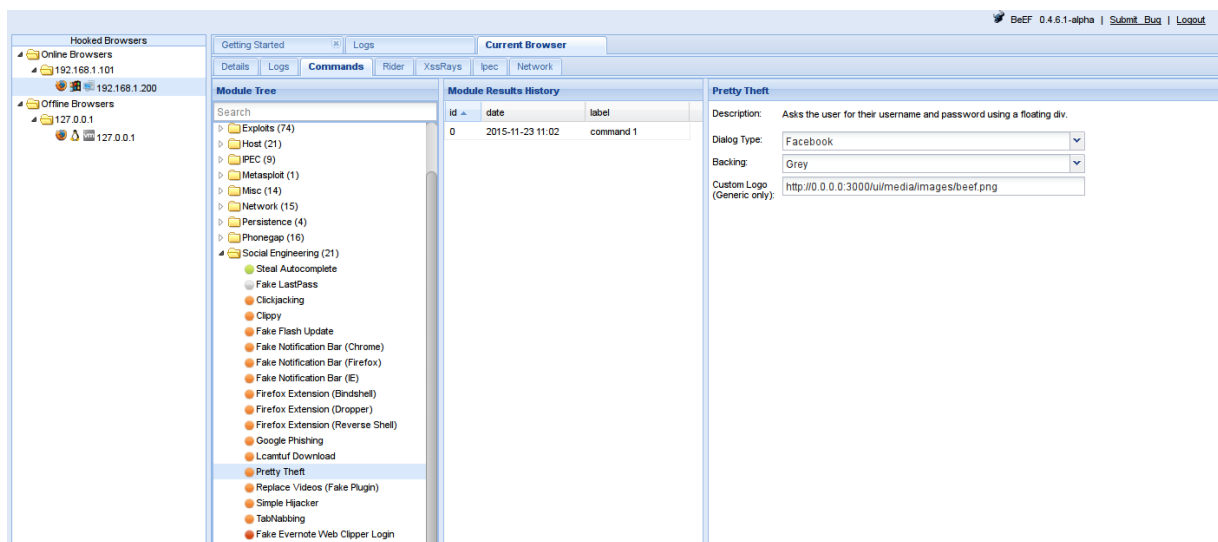 BeEF 0.4.6.1-alpha | Submit Bug | Logout
Hooked Browsers
Online Browsers
192.168.1.101
192.168.1.200
Offline Browsers
127.0.0.1
127.0.0.1
Getting Started
Logs
Current Browser
Details
Logs
Commands
Rider
XssRays
Ipec
Network
Module Tree
Search
Exploits (74)
Host (21)
IPEC (9)
Metasploit (1)
Misc (14)
Network (15)
Persistence (4)
Phonegap (16)
Social Engineering (21)
Steal Autocomplete
Fake LastPass
Clickjacking
Clippy
Fake Flash Update
Fake Notification Bar (Chrome)
Fake Notification Bar (Firefox)
Fake Notification Bar (IE)
Firefox Extension (Bindshell)
Firefox Extension (Dropper)
Firefox Extension (Reverse Shell)
Google Phishing
Lcamtuf Download
Pretty Theft
Replace Videos (Fake Plugin)
Simple Hijacker
TabNabbing
Fake Evernote Web Clipper Login
Module Results History
id date label
0 2015-11-23 11:02 command 1
Pretty Theft
Description: Asks the user for their username and password using a floating div.
Dialog Type: Facebook
Backing: Grey
Custom Logo
(Generic only): http://0.0.0.0:3000/ui/media/images/beef.png